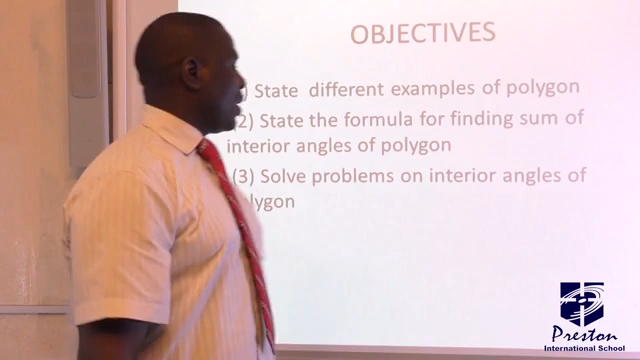 OBJECTIVES
) State different examples of polygon
2) State the formula for finding sum of
interior angles of polygon
(3) Solve problems on interior angles of
lygon
Preston
International School